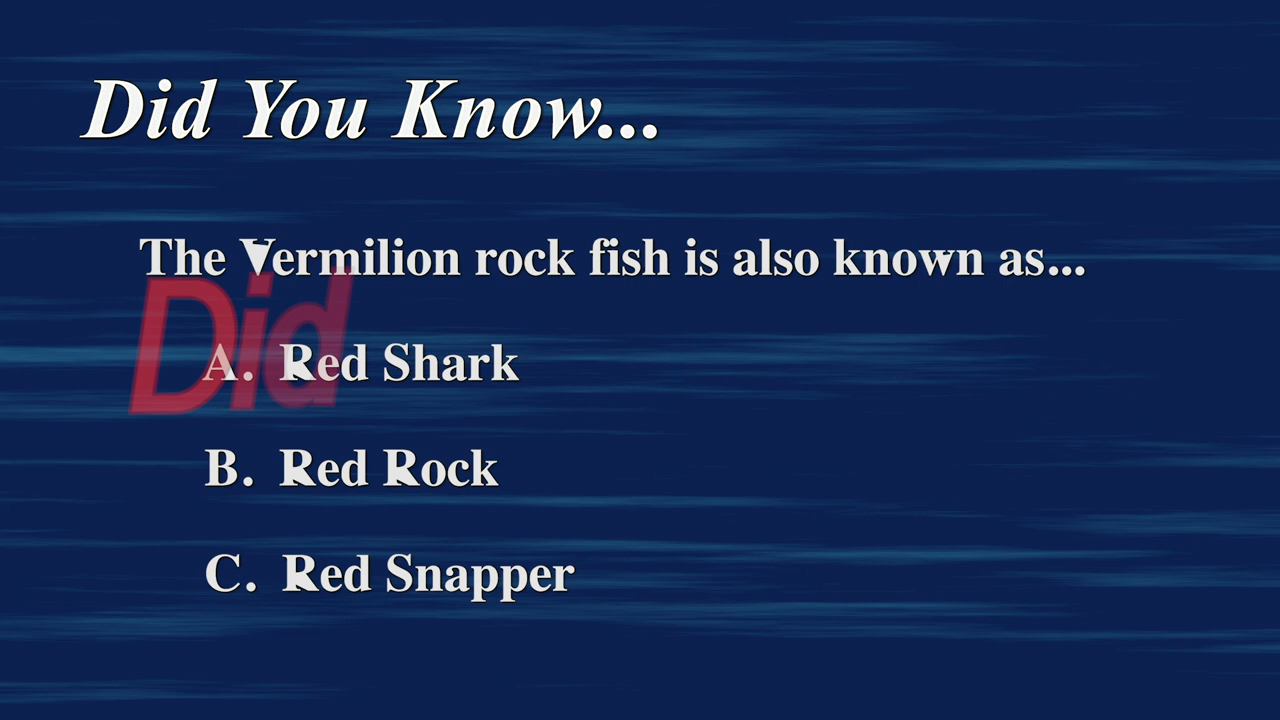 Did You Know...
The Vermilion rock fish is also known as...
Did
A. Red Shark
B. Red Rock
C. Red Snapper